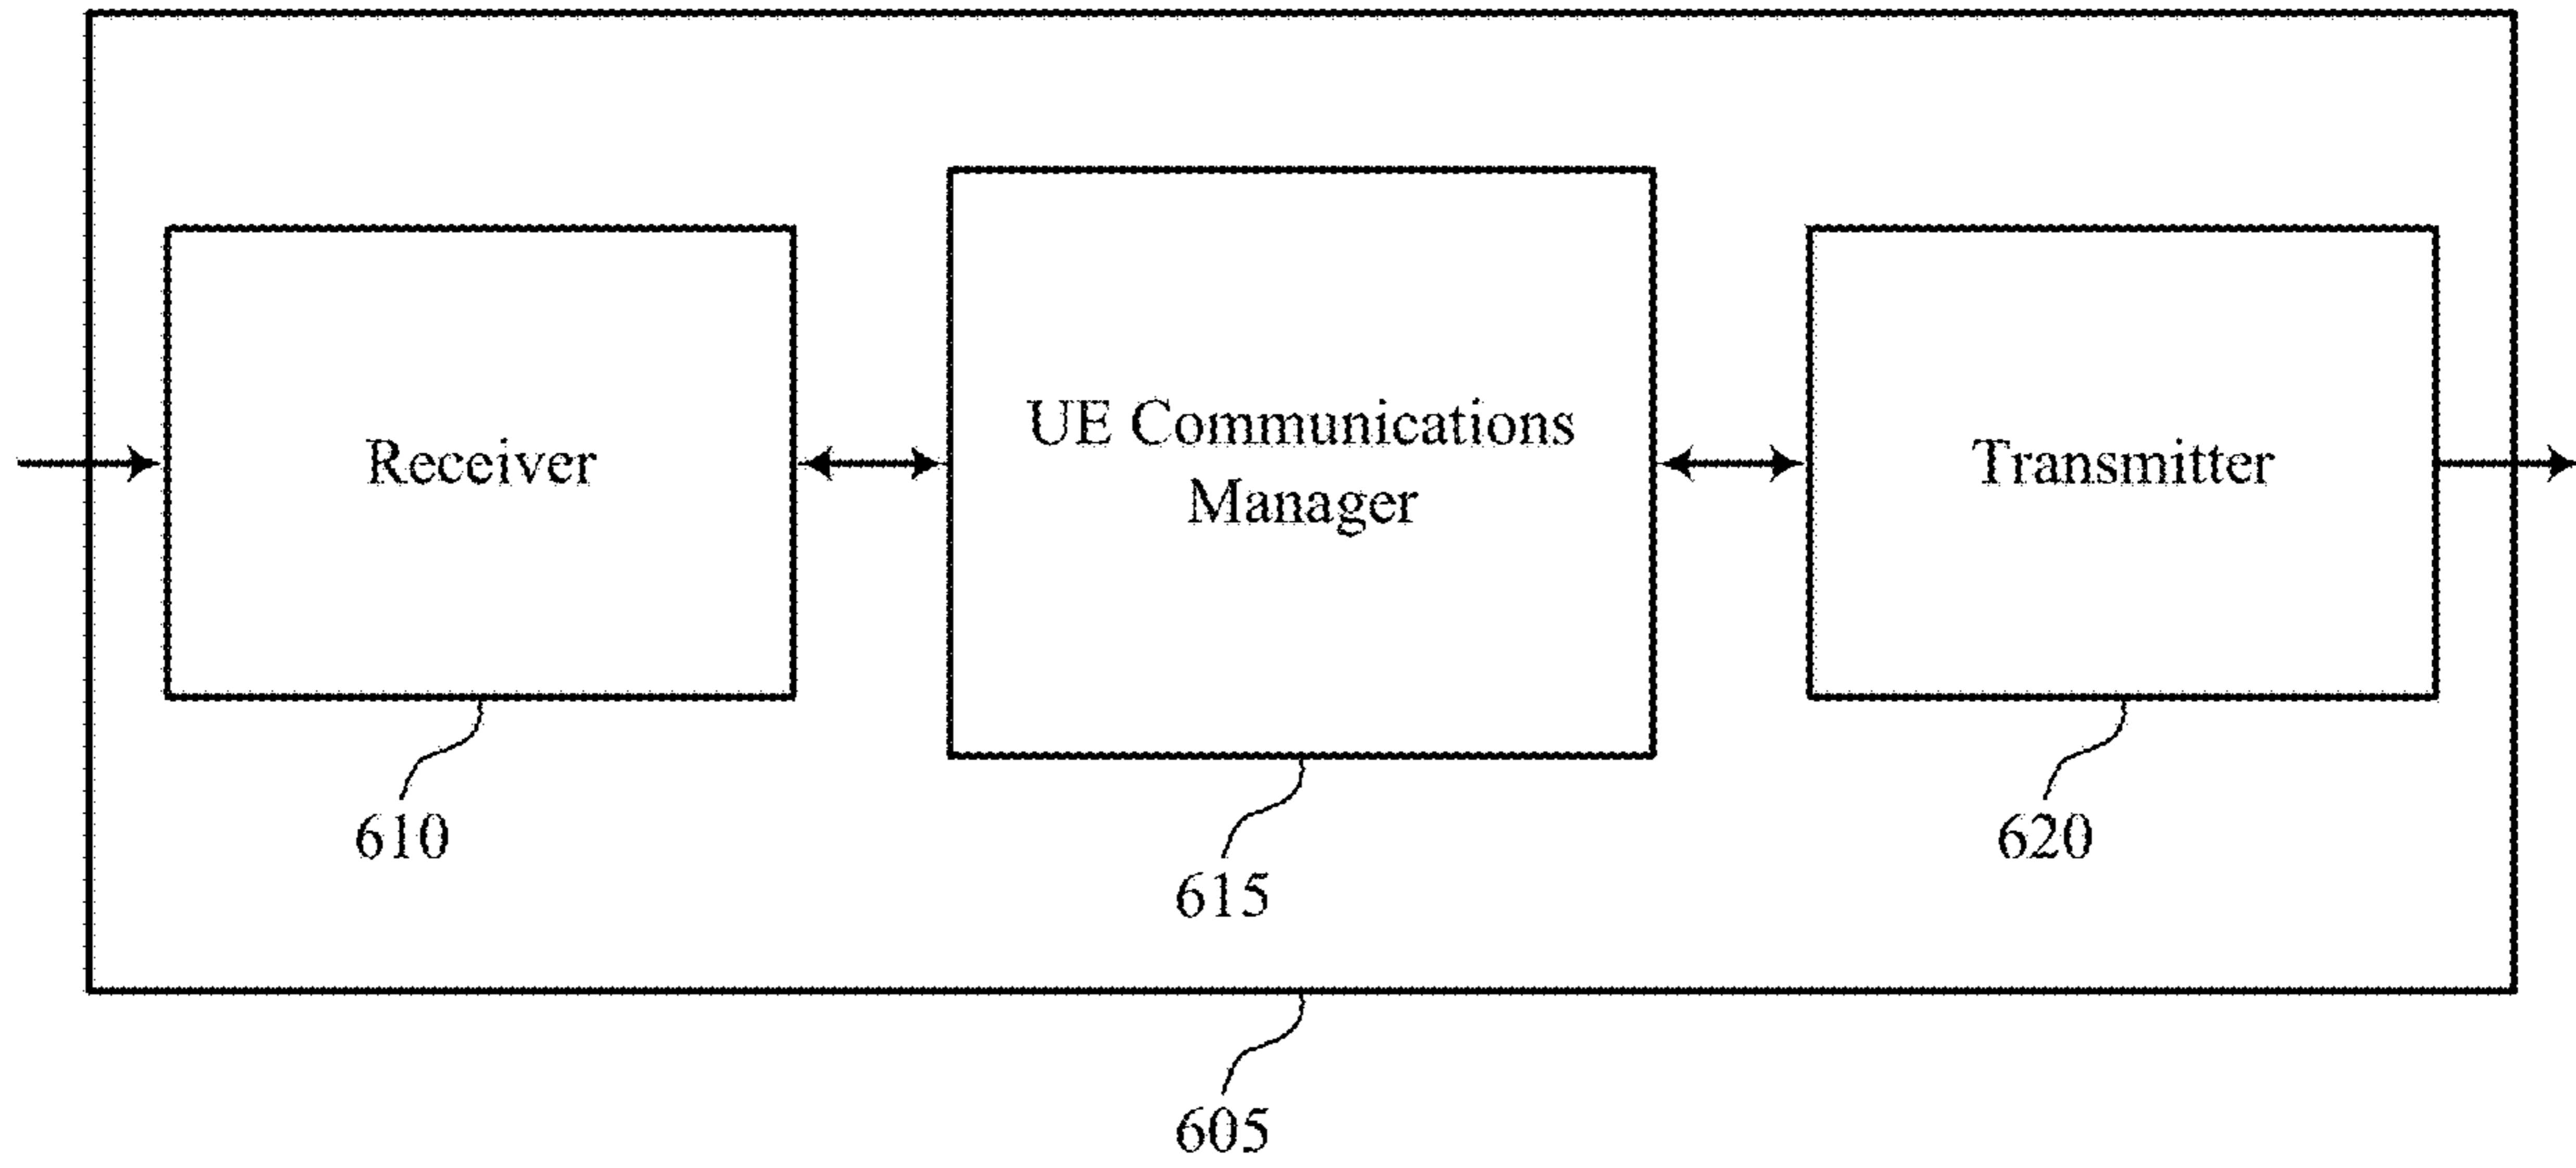 Receiver
UE Communications
Manager
Transmitter
610
615
620
605